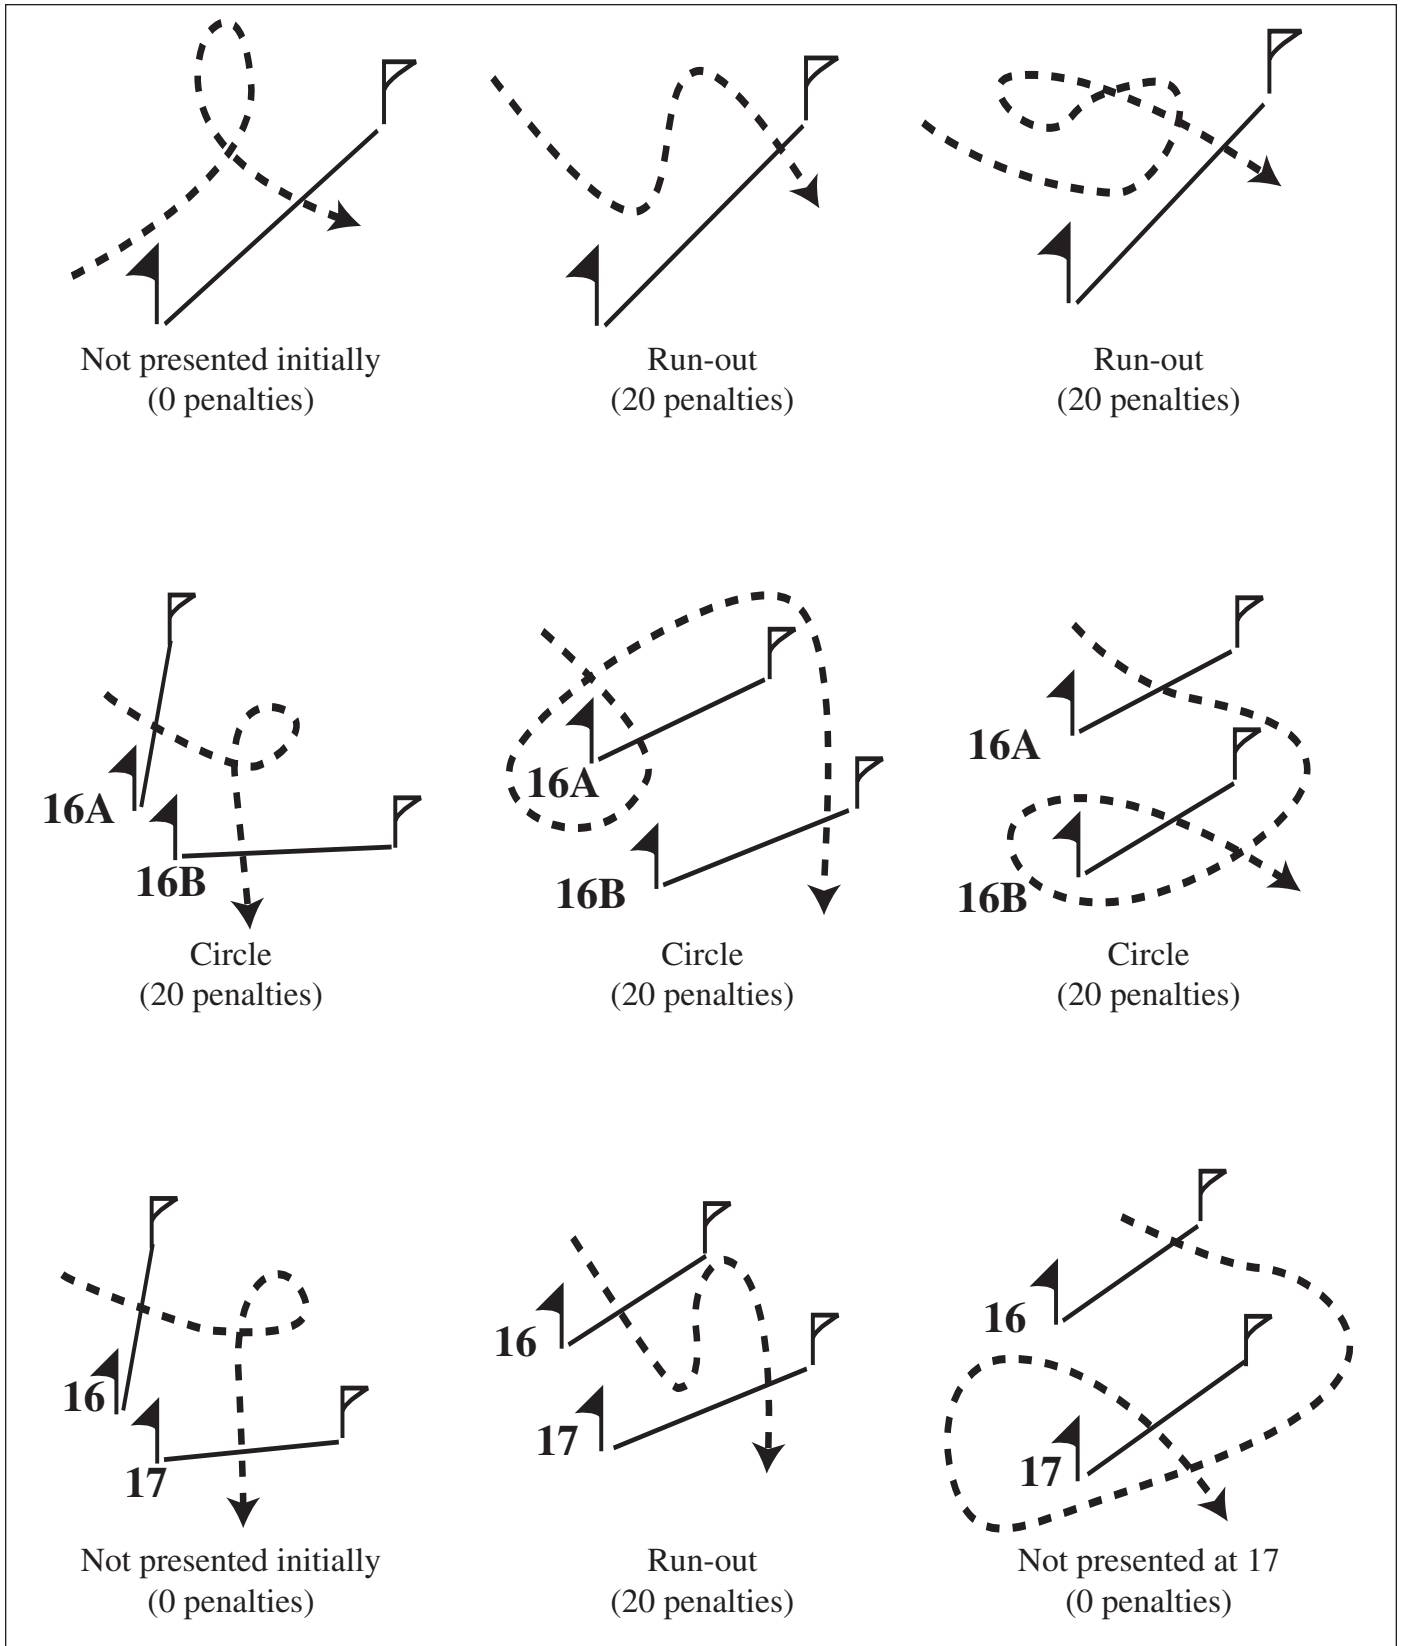 Not presented initially
(0 penalties)
Run-out
(20 penalties)
Run-out
(20 penalties)
16A
16B
Circle
(20 penalties)
16A
16B
Circle
(20 penalties)
16A
16B
Circle
(20 penalties)
16
17
Not presented initially
(0 penalties)
16
17
Run-out
(20 penalties)
16
17
Not presented at 17
(0 penalties)